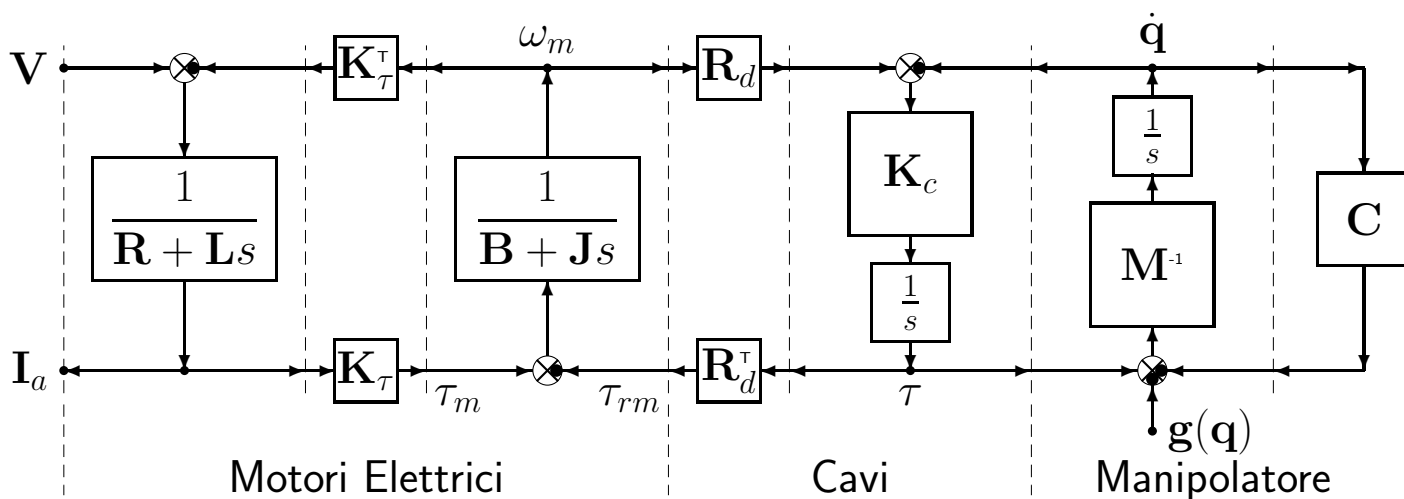 V
K_τ^T
ω_m
R_d
q̇
1/s
K_c
1/(R + Ls)
1/(B + Js)
M^-1
C
1/s
I_a
K_τ
τ_m
τ_rm
R_d^T
τ
g(q)
Motori Elettrici
Cavi
Manipolatore